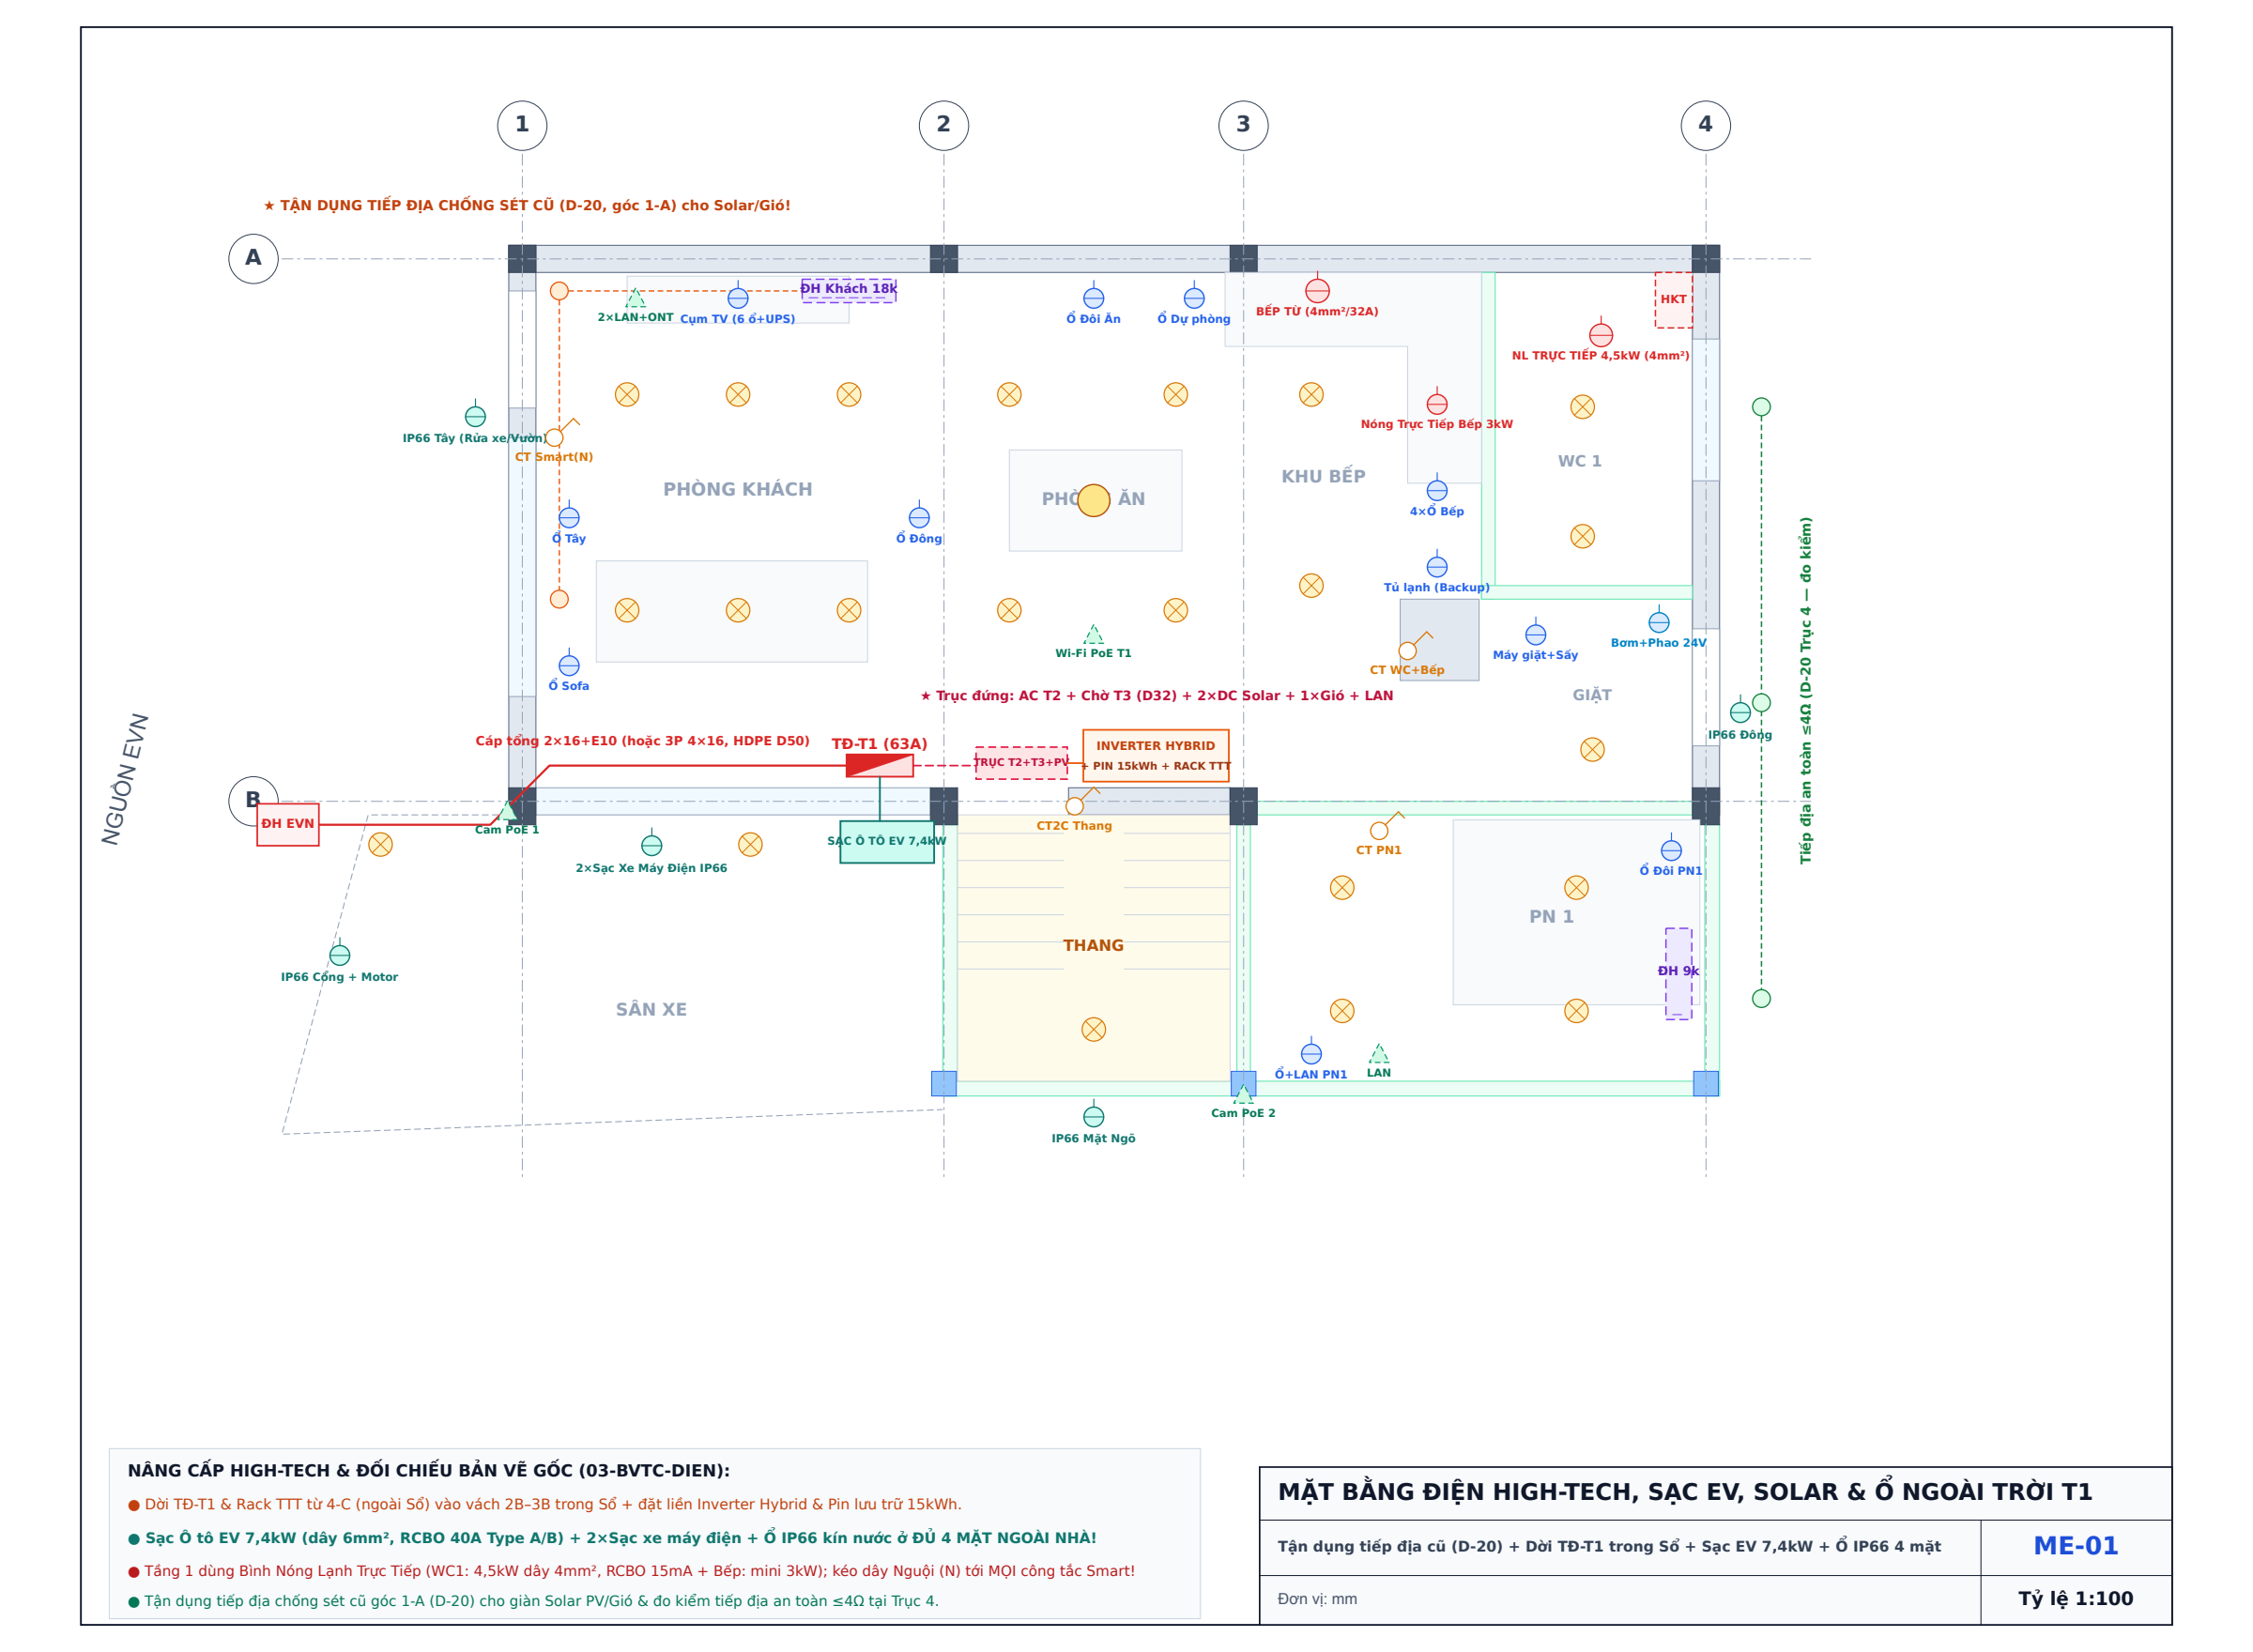 1
2
3
4
★ TẬN DỤNG TIẾP ĐỊA CHỐNG SÉT CŨ (D-20, góc 1-A) cho Solar/Gió!
A
ĐH Khách 18k
HKT
2×LAN+ONT
Cụm TV (6 ổ+UPS)
Ổ Đôi Ăn
Ổ Dự phòng
BẾP TỪ (4mm²/32A)
NL TRỰC TIẾP 4,5kW (4mm²)
IP66 Tây (Rửa xe/Vườn)
CT Smart(N)
Nóng Trực Tiếp Bếp 3kW
WC 1
PHÒNG KHÁCH
ĂN
KHU BẾP
4×Ổ Bếp
Ổ Tây
Ổ Đông
Tủ lạnh (Backup)
Wi-Fi PoE T1
CT WC+Bếp
Máy giặt+Sấy
Bơm+Phao 24V
Ổ Sofa
★ Trục đứng: AC T2 + Chờ T3 (D32) + 2×DC Solar + 1×Gió + LAN
GIẶT
Tiếp địa an toàn ≤4Ω (D-20 Trục 4 — đo kiểm)
IP66 Đông
NGUỒN EVN
Cáp tổng 2×16+E10 (hoặc 3P 4×16, HDPE D50)
TĐ-T1 (63A)
TRỤC T2+T3+PV
INVERTER HYBRID
+ PIN 15kWh + RACK TTT
B
ĐH EVN
Cam PoE 1
2×Sạc Xe Máy Điện IP66
SẠC Ô TÔ EV 7,4kW
CT2C Thang
CT PN1
Ổ Đôi PN1
PN 1
THANG
ĐH 9k
IP66 Cổng + Motor
SÂN XE
Ổ+LAN PN1
LAN
Cam PoE 2
IP66 Mặt Ngõ
NÂNG CẤP HIGH-TECH & ĐỐI CHIẾU BẢN VẼ GỐC (03-BVTC-DIEN):
● Dời TĐ-T1 & Rack TTT từ 4-C (ngoài Sổ) vào vách 2B–3B trong Sổ + đặt liền Inverter Hybrid & Pin lưu trữ 15kWh.
● Sạc Ô tô EV 7,4kW (dây 6mm², RCBO 40A Type A/B) + 2×Sạc xe máy điện + Ổ IP66 kín nước ở ĐỦ 4 MẶT NGOÀI NHÀ!
● Tầng 1 dùng Bình Nóng Lạnh Trực Tiếp (WC1: 4,5kW dây 4mm², RCBO 15mA + Bếp: mini 3kW); kéo dây Nguội (N) tới MỌI công tắc Smart!
● Tận dụng tiếp địa chống sét cũ góc 1-A (D-20) cho giàn Solar PV/Gió & đo kiểm tiếp địa an toàn ≤4Ω tại Trục 4.
MẶT BẰNG ĐIỆN HIGH-TECH, SẠC EV, SOLAR & Ổ NGOÀI TRỜI T1
Tận dụng tiếp địa cũ (D-20) + Dời TĐ-T1 trong Sổ + Sạc EV 7,4kW + Ổ IP66 4 mặt
ME-01
Đơn vị: mm
Tỷ lệ 1:100